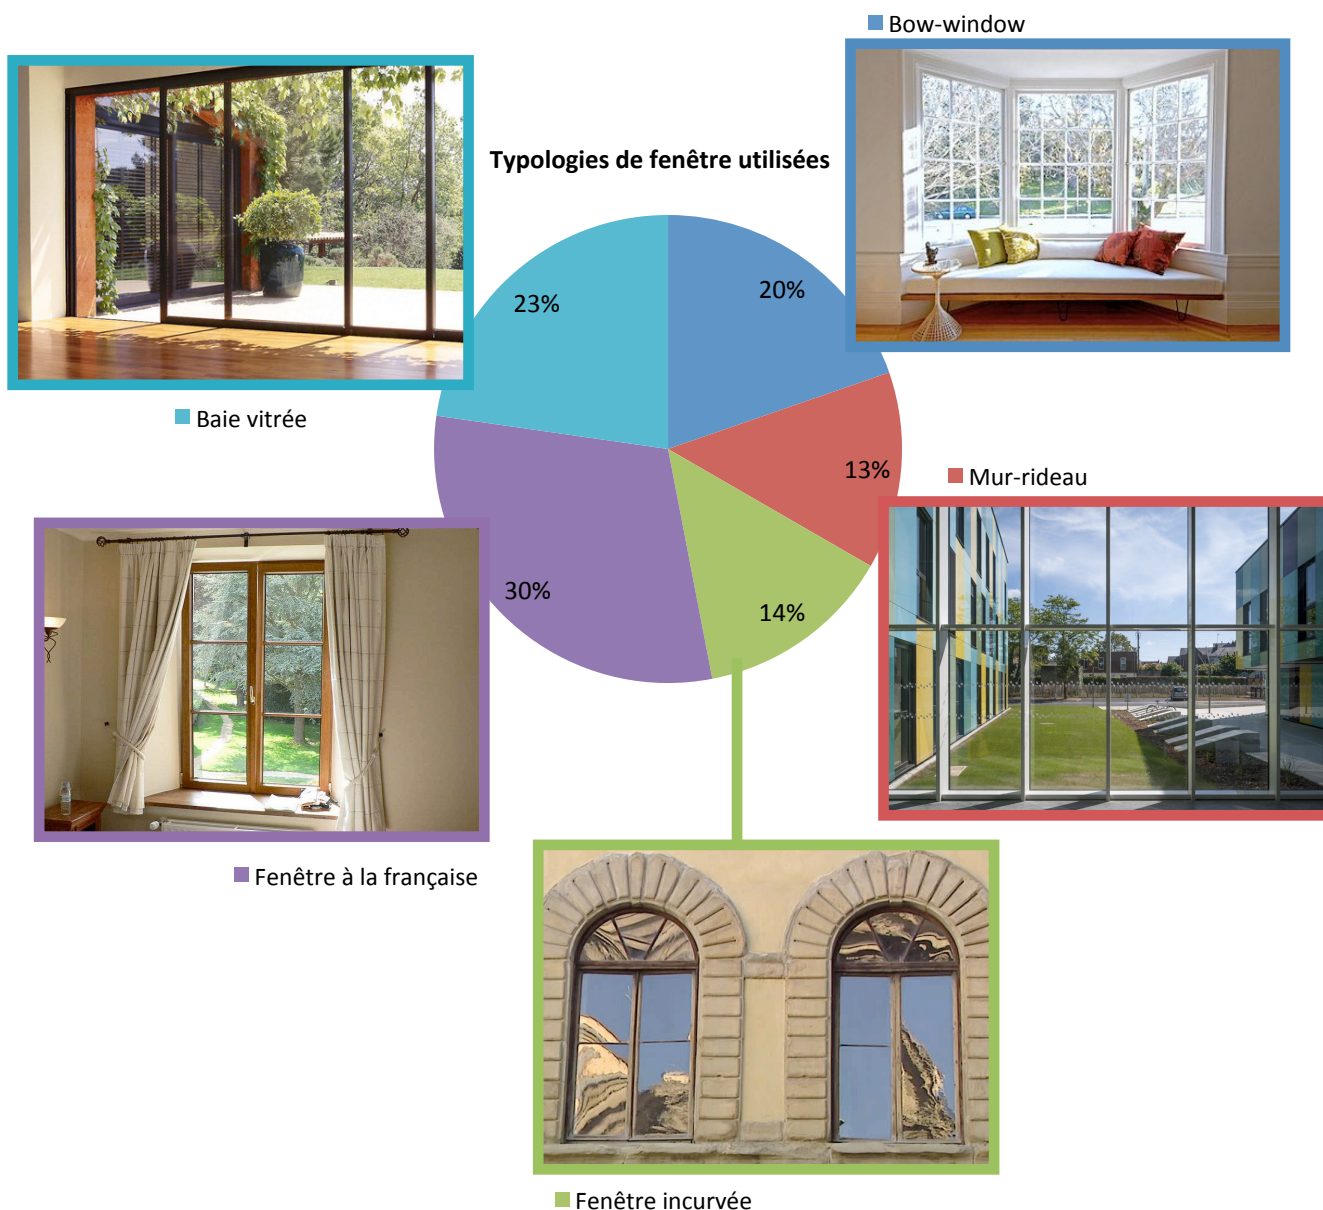 Bow-window
Typologies de fenêtre utilisées
20%
23%
Baie vitrée
13%
Mur-rideau
30%
14%
Fenêtre à la française
Fenêtre incurvée